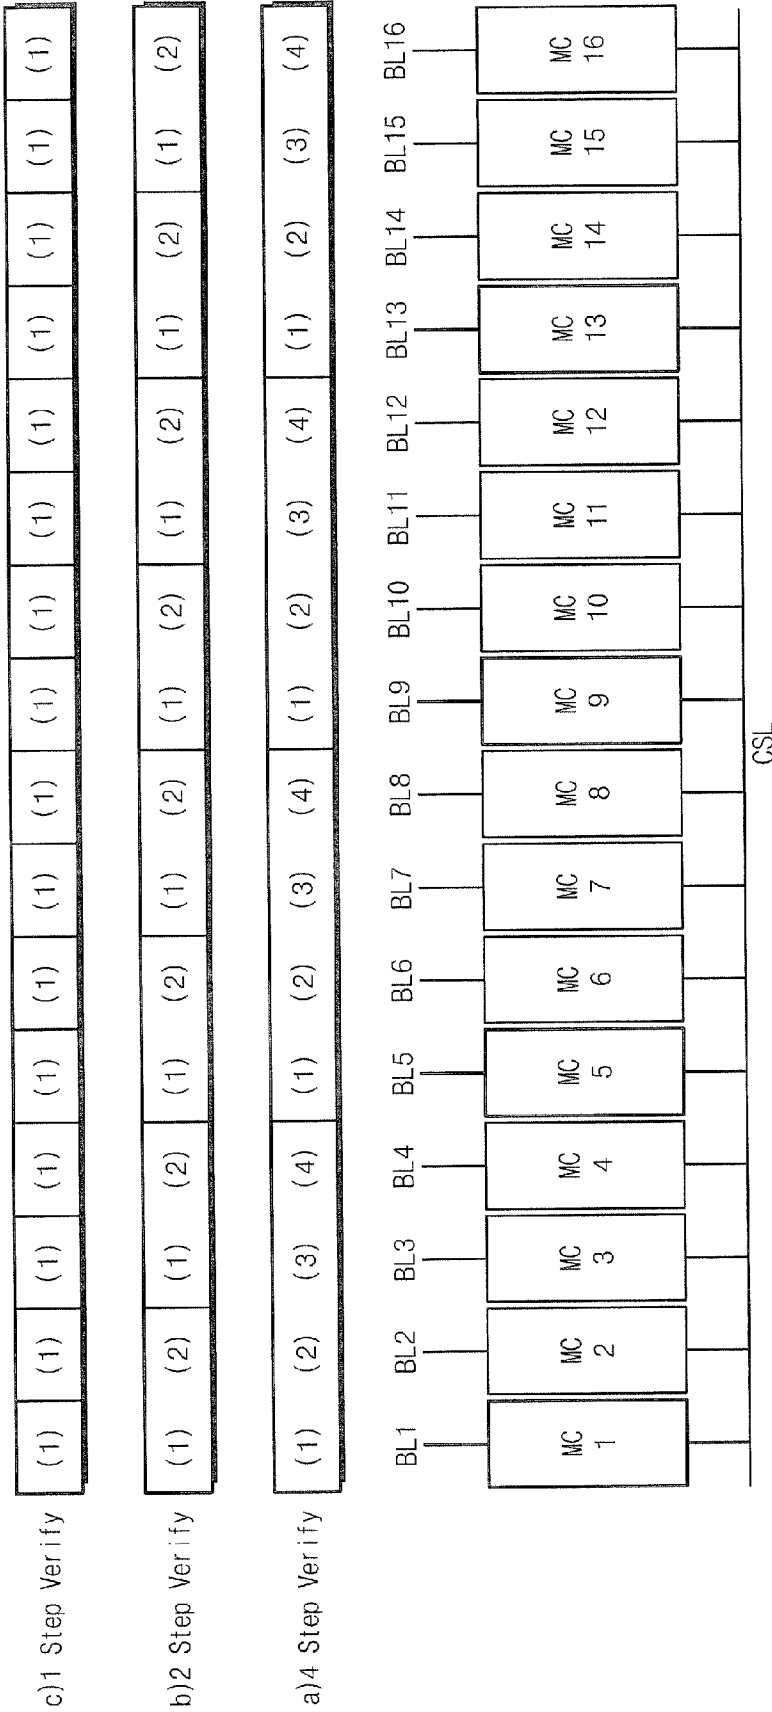 c)1 Step Verify (1) (1) (1) (1) (1) (1) (1) (1) (1) (1) (1) (1) (1) (1) (1) (1)
b)2 Step Verify (1) (2) (1) (2) (1) (2) (1) (2) (1) (2) (1) (2) (1) (2) (1) (2)
a)4 Step Verify (1) (2) (3) (4) (1) (2) (3) (4) (1) (2) (3) (4) (1) (2) (3) (4)
BL1 BL2 BL3 BL4 BL5 BL6 BL7 BL8 BL9 BL10 BL11 BL12 BL13 BL14 BL15 BL16
MC MC MC MC MC MC MC MC MC MC MC MC MC MC MC MC
1 2 3 4 5 6 7 8 9 10 11 12 13 14 15 16
CSL